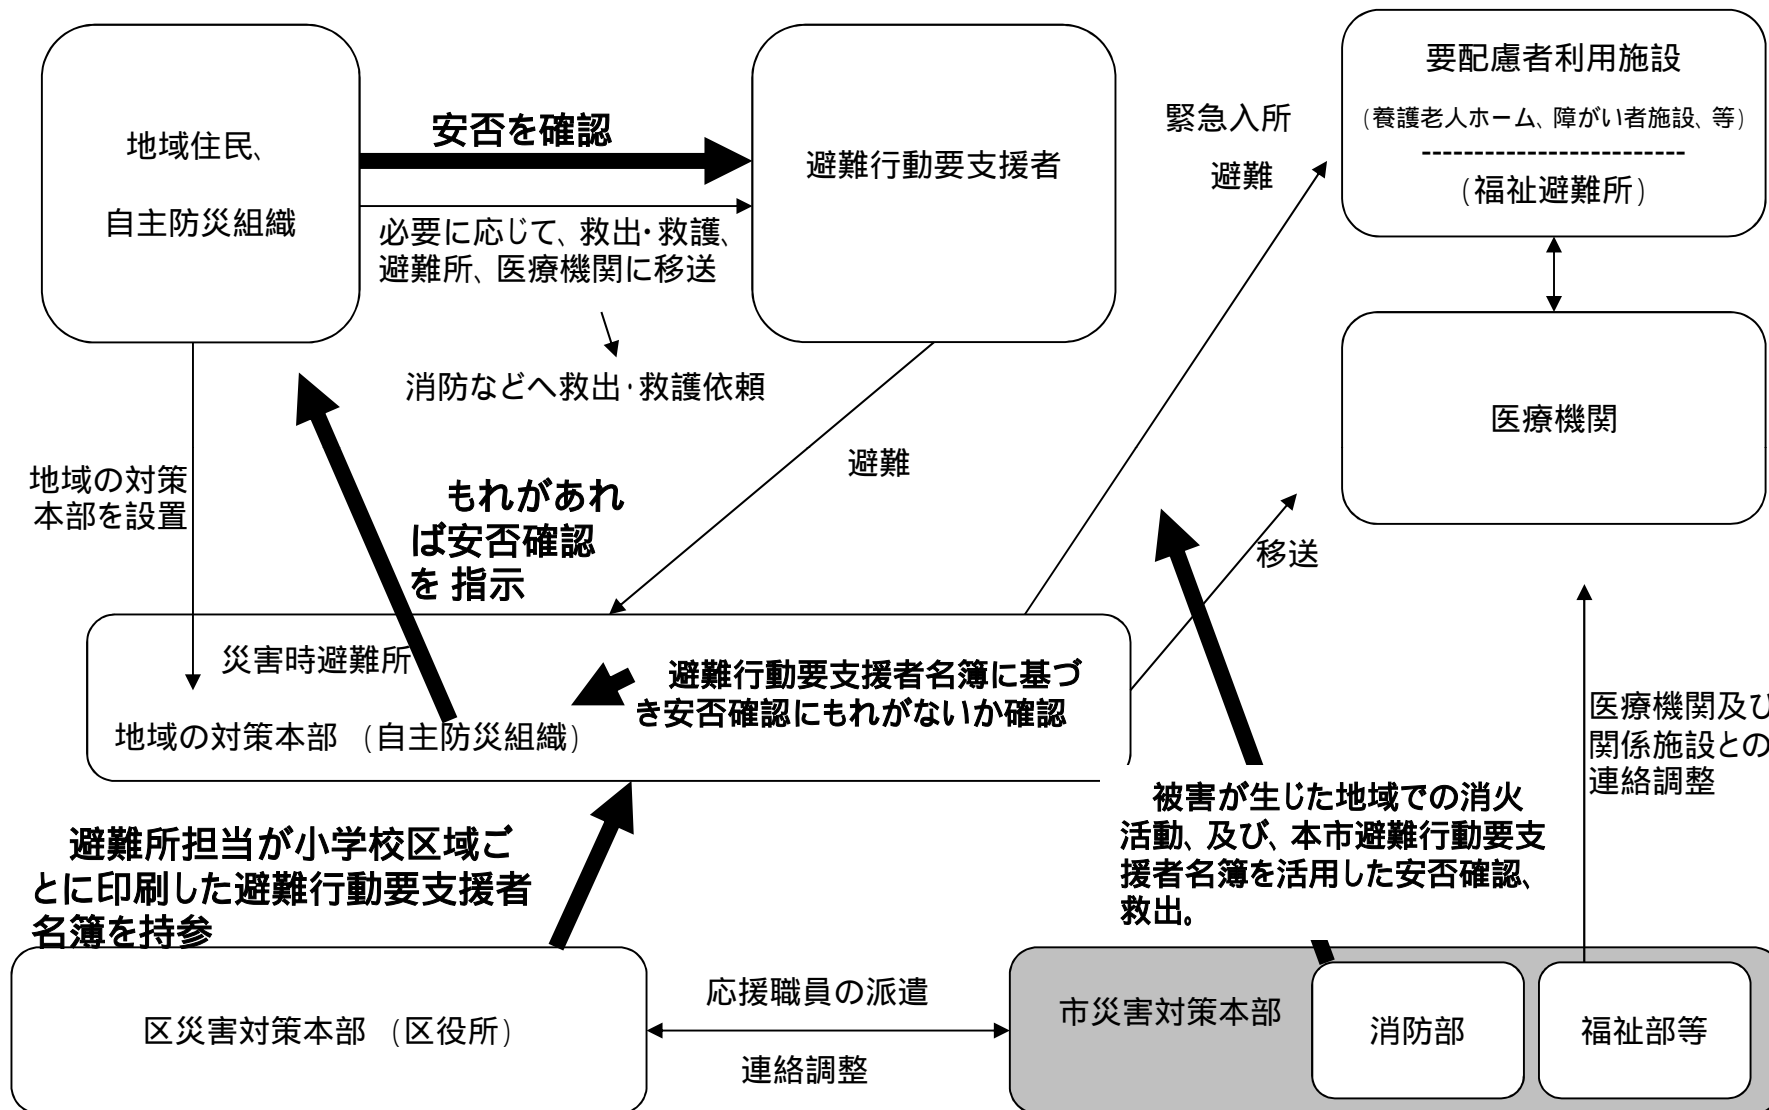 地域住民、
自主防災組織
安否を確認
必要に応じて、救出・救護、
避難所、医療機関に移送
消防などへ救出・救護依頼
避難行動要支援者
緊急入所
避難
要配慮者利用施設
（養護老人ホーム、障がい者施設、等）
-------------------------
（福祉避難所）
医療機関
地域の対策
本部を設置
もれがあれ
ば安否確認
を 指示
避難
移送
災害時避難所
地域の対策本部 （自主防災組織）
避難行動要支援者名簿に基づ
き安否確認にもれがないか確認
医療機関及び
関係施設との
連絡調整
被害が生じた地域での消火
活動、及び、本市避難行動要支
援者名簿を活用した安否確認、
救出。
避難所担当が小学校区域ご
とに印刷した避難行動要支援者
名簿を持参
区災害対策本部 （区役所）
応援職員の派遣
連絡調整
市災害対策本部
消防部
福祉部等